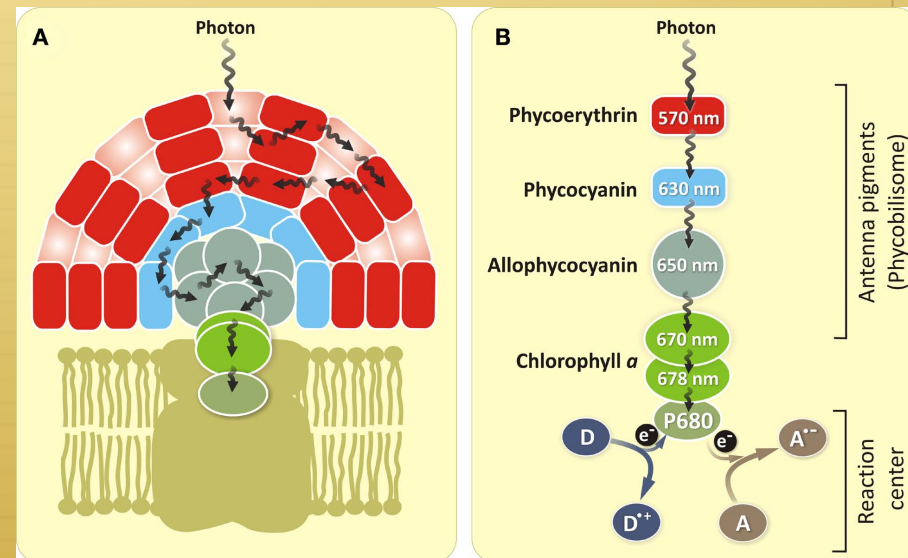 A
Photon
B
Photon
Phycoerythrin
570 nm
Phycocyanin
630 nm
Allophycocyanin
650 nm
Chlorophyll a
670 nm
678 nm
P680
D
e⁻
e⁻
A•⁻
D•⁺
A
Antenna pigments
(Phycobilisome)
Reaction
center